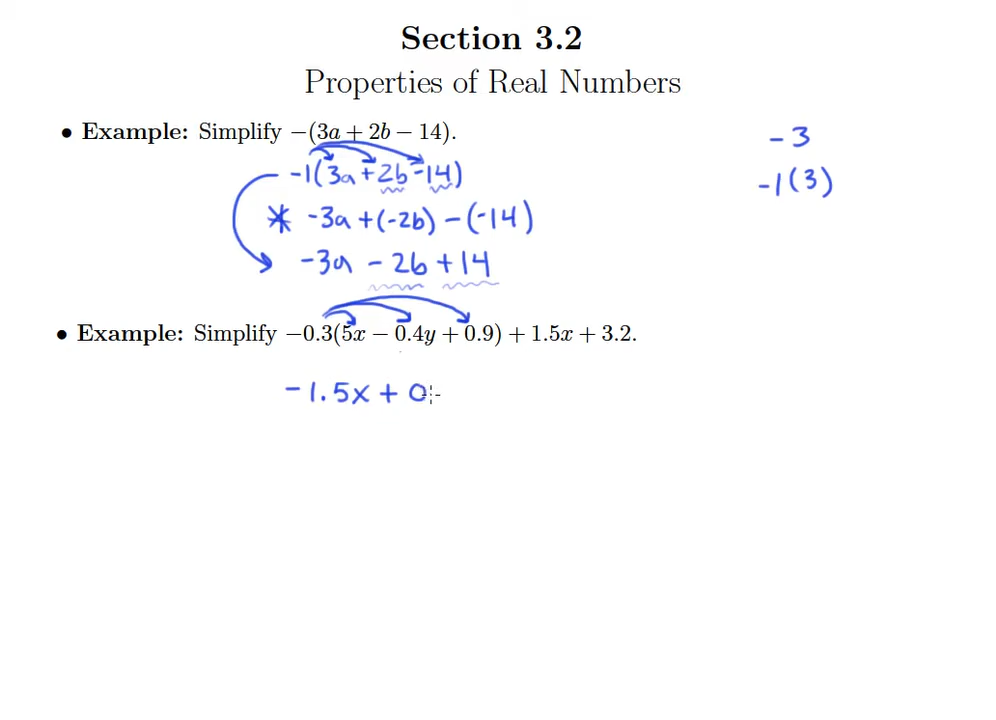 Section 3.2
Properties of Real Numbers
• Example: Simplify −(3a + 2b − 14).
-3
-1(3a+2b-14)
-1(3)
* -3a+(-2b)-(-14)
-3a - 2b + 14
• Example: Simplify −0.3(5x − 0.4y + 0.9) + 1.5x + 3.2.
-1.5x + 0